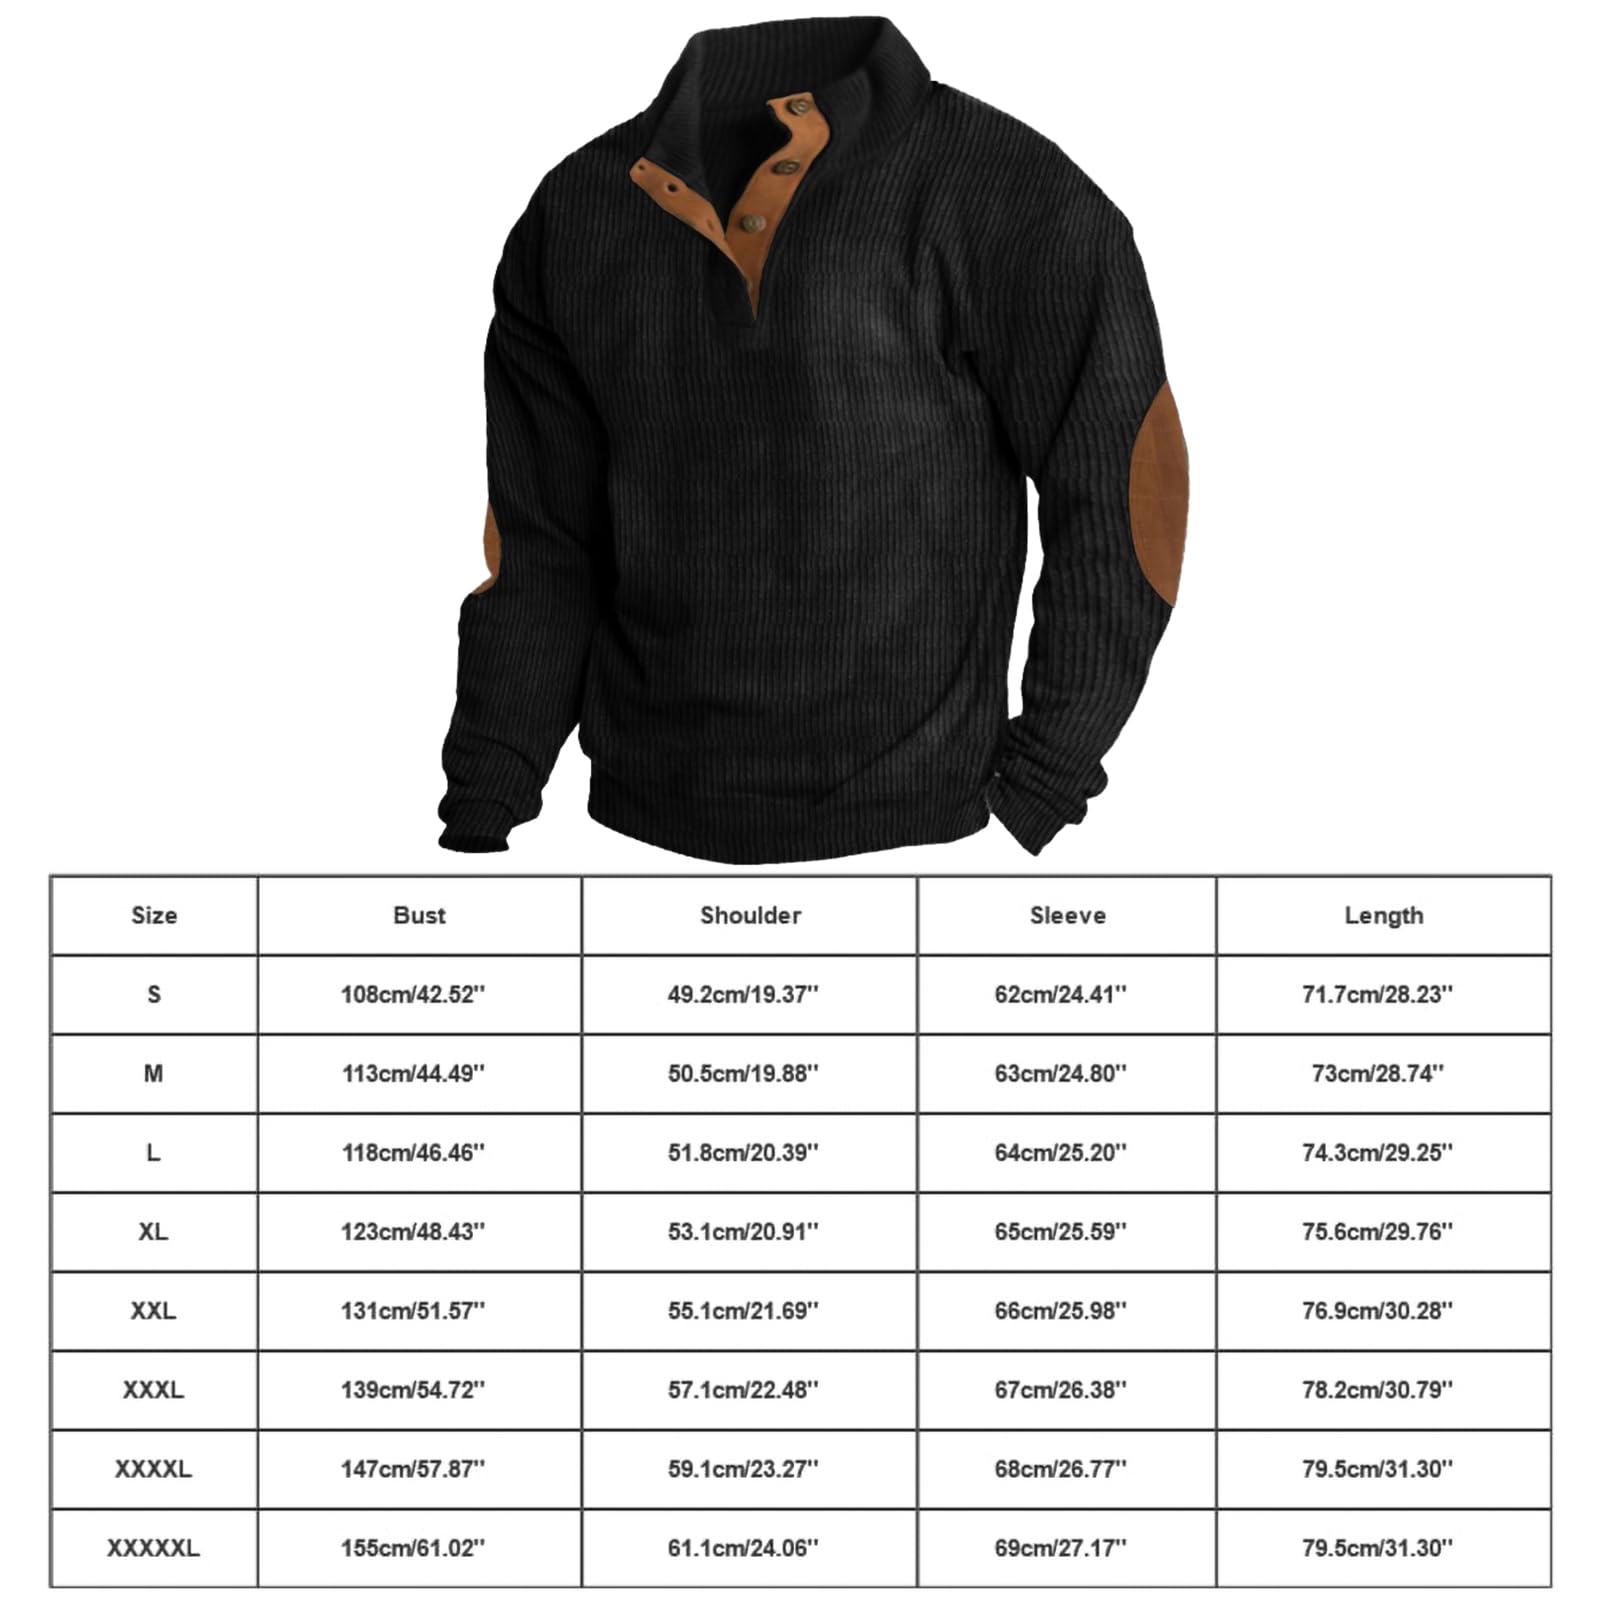 Size Bust Shoulder Sleeve Length
S 108cm/42.52'' 49.2cm/19.37'' 62cm/24.41'' 71.7cm/28.23''
M 113cm/44.49'' 50.5cm/19.88'' 63cm/24.80'' 73cm/28.74''
L 118cm/46.46'' 51.8cm/20.39'' 64cm/25.20'' 74.3cm/29.25''
XL 123cm/48.43'' 53.1cm/20.91'' 65cm/25.59'' 75.6cm/29.76''
XXL 131cm/51.57'' 55.1cm/21.69'' 66cm/25.98'' 76.9cm/30.28''
XXXL 139cm/54.72'' 57.1cm/22.48'' 67cm/26.38'' 78.2cm/30.79''
XXXXL 147cm/57.87'' 59.1cm/23.27'' 68cm/26.77'' 79.5cm/31.30''
XXXXXL 155cm/61.02'' 61.1cm/24.06'' 69cm/27.17'' 79.5cm/31.30''